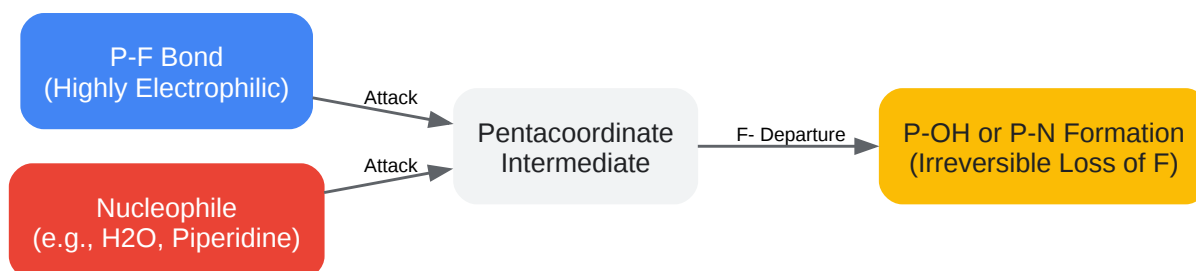 P-F Bond
(Highly Electrophilic)
Attack
Nucleophile
(e.g., H2O, Piperidine)
Attack
Pentacoordinate
Intermediate
F- Departure
P-OH or P-N Formation
(Irreversible Loss of F)